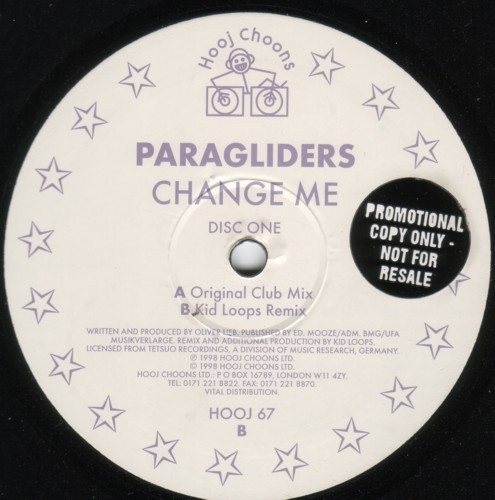 Hooj Choons
PARAGLIDERS
CHANGE ME
DISC ONE
A Original Club Mix
B Kid Loops Remix
PROMOTIONAL
COPY ONLY -
NOT FOR
RESALE
WRITTEN AND PRODUCED BY OLIVER LIEB. PUBLISHED BY ED. MOOZE/ADM. BMG/UFA
MUSIKVERLARGE. REMIX AND ADDITIONAL PRODUCTION BY KID LOOPS.
LICENSED FROM TETSUO RECORDINGS, A DIVISION OF MUSIC RESEARCH, GERMANY.
℗ 1998 HOOJ CHOONS LTD.
© 1998 HOOJ CHOONS LTD.
HOOJ CHOONS LTD.: P O BOX 16789, LONDON W11 4ZY.
TEL: 0171 221 8822. FAX: 0171 221 8870.
VITAL DISTRIBUTION.
HOOJ 67
B